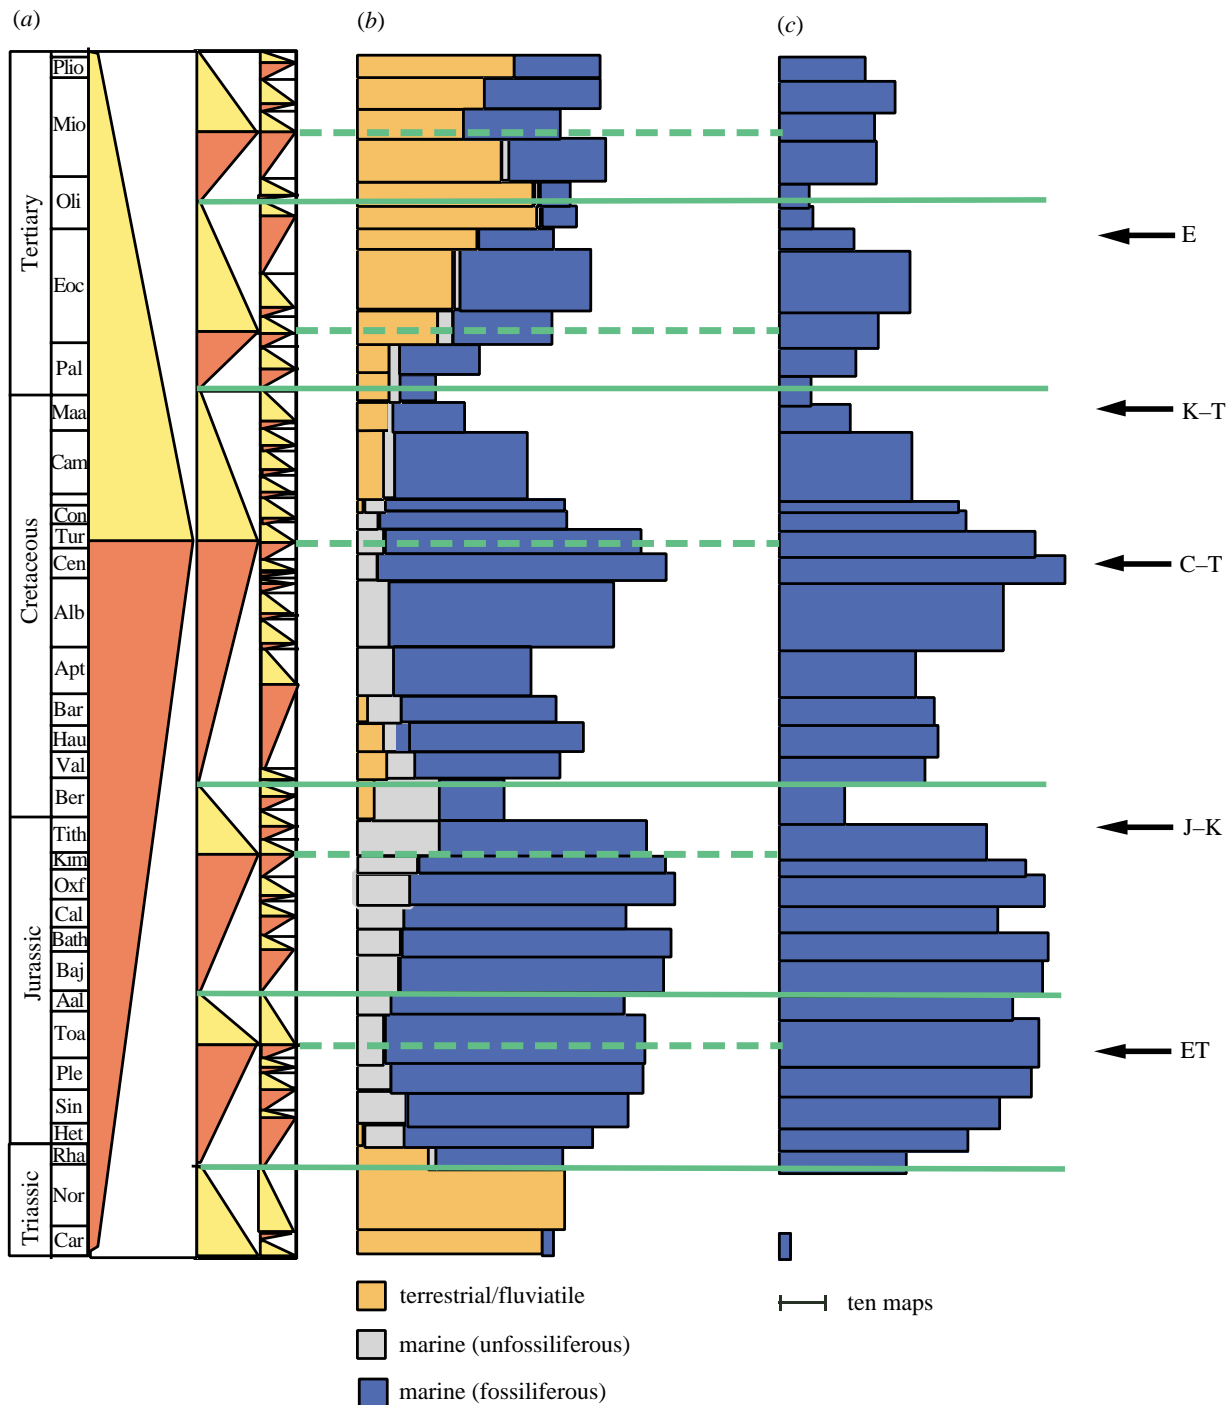 (a)
(b)
(c)
Tertiary
Plio
Mio
Oli
Eoc
Pal
Cretaceous
Maa
Cam
Con
Tur
Cen
Alb
Apt
Bar
Hau
Val
Ber
Jurassic
Tith
Kim
Oxf
Cal
Bath
Baj
Aal
Toa
Ple
Sin
Het
Triassic
Rha
Nor
Car
E
K–T
C–T
J–K
ET
terrestrial/fluviatile
marine (unfossiliferous)
marine (fossiliferous)
ten maps